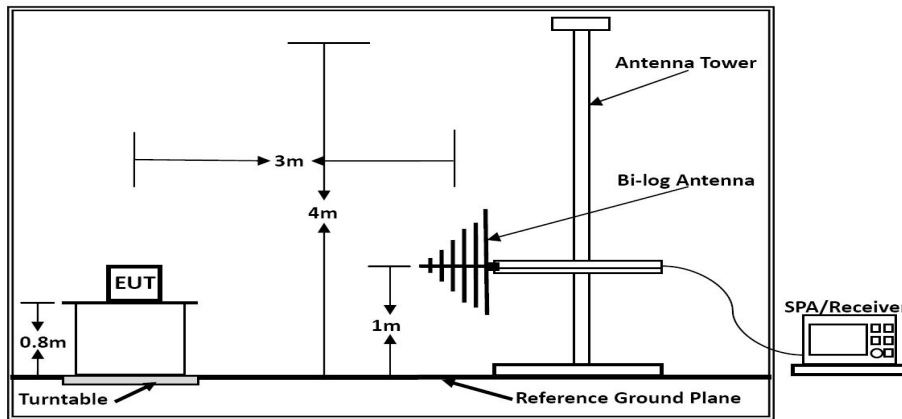 Antenna Tower
3m
Bi-log Antenna
4m
EUT
SPA/Receiver
0.8m
1m
Turntable
Reference Ground Plane